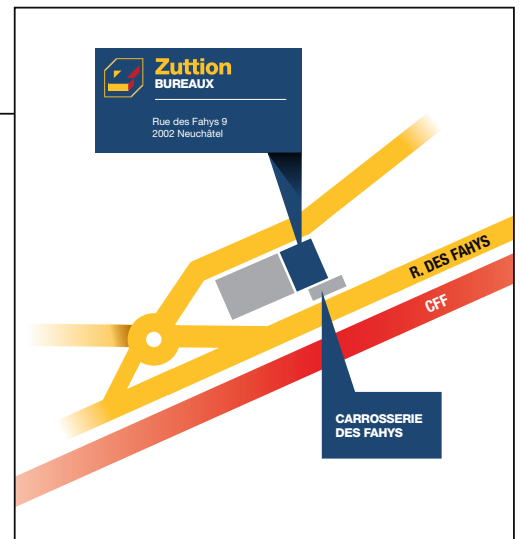 Zuttion
BUREAUX
Rue des Fahys 9
2002 Neuchâtel
R. DES FAHYS
CFF
CARROSSERIE
DES FAHYS